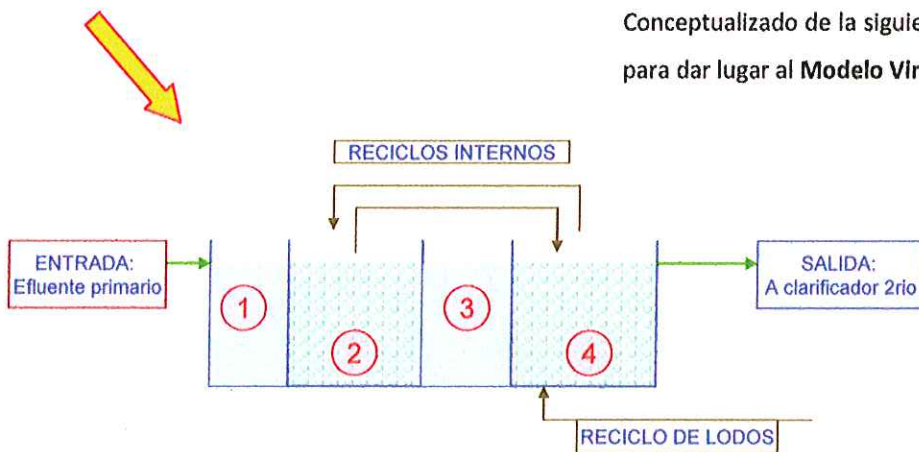 Conceptualizado de la siguie
para dar lugar al Modelo Vir
RECICLOS INTERNOS
ENTRADA:
Efluente primario
SALIDA:
A clarificador 2rio
1
2
3
4
RECICLO DE LODOS